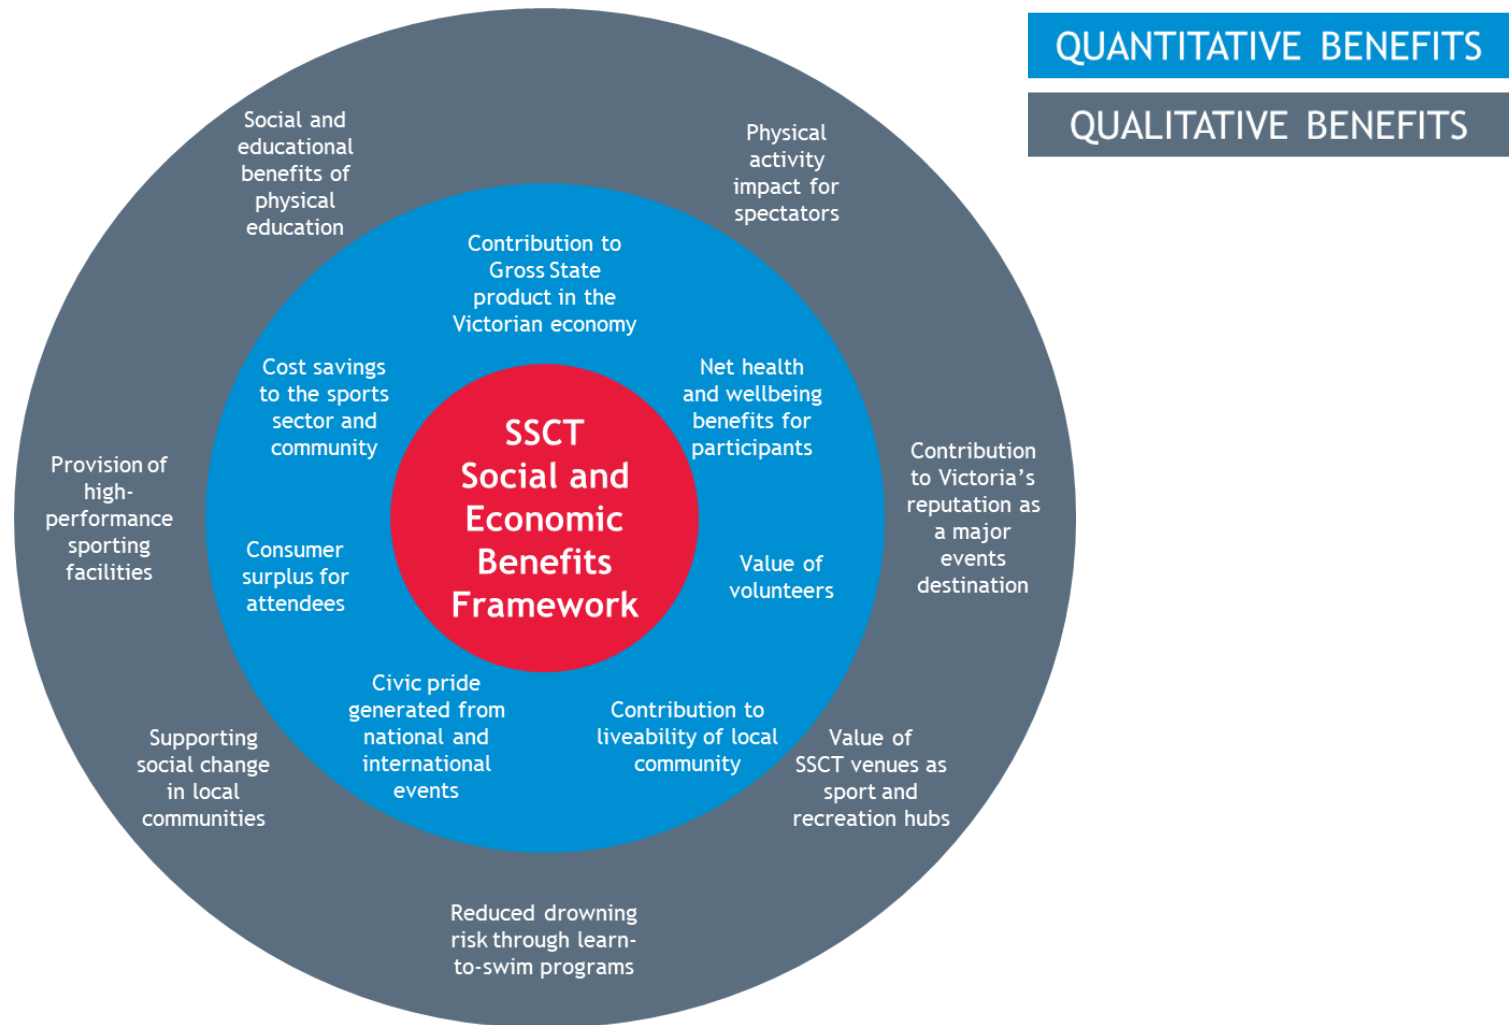 QUANTITATIVE BENEFITS
QUALITATIVE BENEFITS
Social and
educational
benefits of
physical
education
Physical
activity
impact for
spectators
Contribution to
Gross State
product in the
Victorian economy
Cost savings
to the sports
sector and
community
Net health
and wellbeing
benefits for
participants
SSCT
Social and
Economic
Benefits
Framework
Provision of
high-
performance
sporting
facilities
Contribution
to Victoria’s
reputation as
a major
events
destination
Consumer
surplus for
attendees
Value of
volunteers
Civic pride
generated from
national and
international
events
Contribution to
liveability of local
community
Supporting
social change
in local
communities
Value of
SSCT venues as
sport and
recreation hubs
Reduced drowning
risk through learn-
to-swim programs